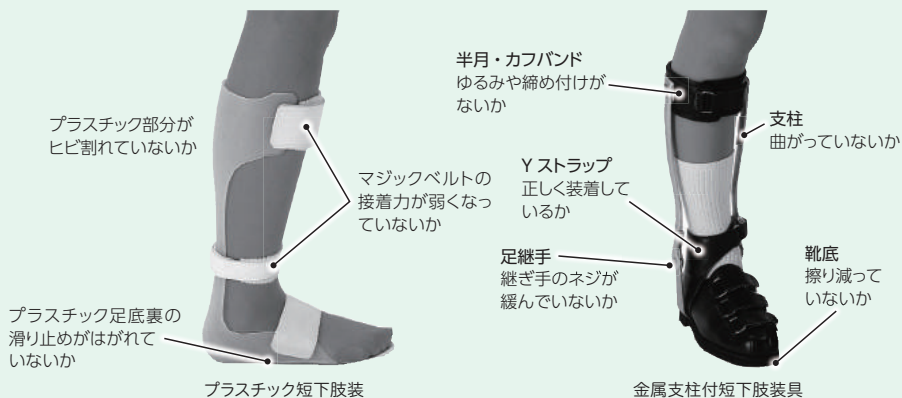 プラスチック部分が
ヒビ割れていないか
マジックベルトの
接着力が弱くなっ
ていないか
プラスチック足底裏の
滑り止めがはがれて
いないか
プラスチック短下肢装
半月・カフバンド
ゆるみや締め付けが
ないか
支柱
曲がっていないか
Y ストラップ
正しく装着して
いるか
足継手
継ぎ手のネジが
緩んでいないか
靴底
擦り減って
いないか
金属支柱付短下肢装具